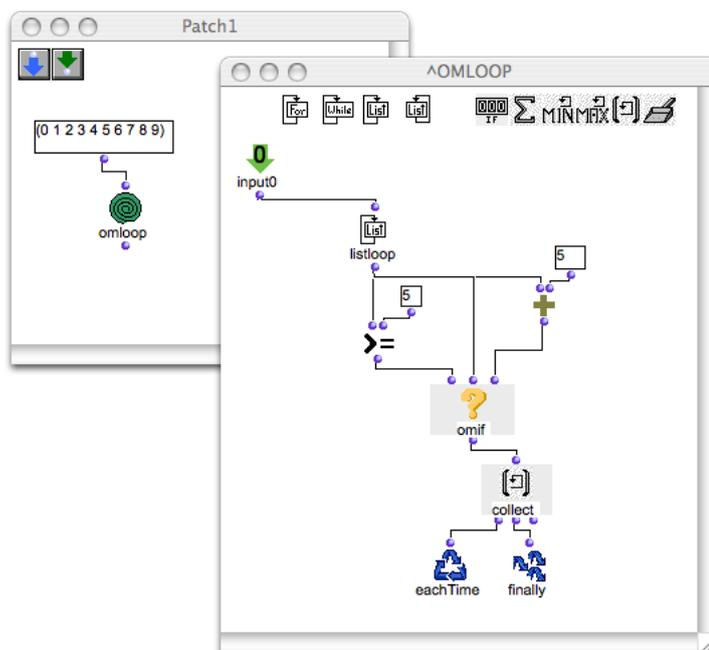 Patch1
(0 1 2 3 4 5 6 7 8 9)
omloop
^OMLOOP
For
While
List
List
000
IF
Σ
MIN
MAX
0
input0
List
listloop
5
5
+
>=
?
omif
collect
eachTime
finally